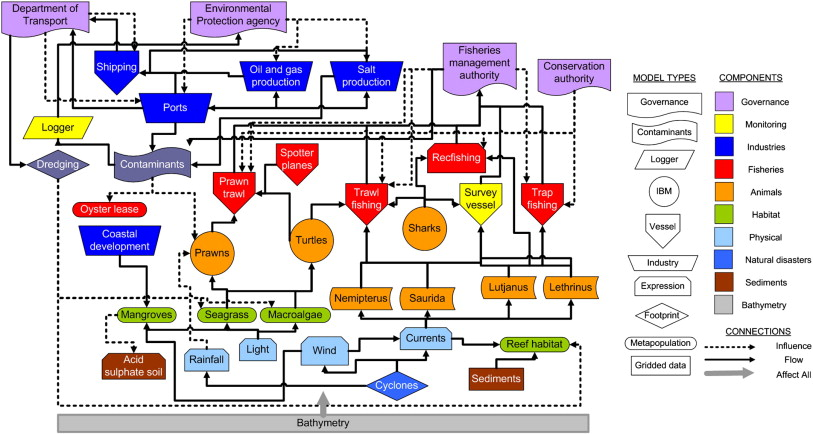 Department of
Transport
Environmental
Protection agency
Fisheries
management
authority
Conservation
authority
Shipping
Oil and gas
production
Salt
production
Ports
Logger
Dredging
Contaminants
Prawn
trawl
Spotter
planes
Recfishing
Oyster lease
Trawl
fishing
Survey
vessel
Trap
fishing
Coastal
development
Prawns
Turtles
Sharks
Nemipterus
Saurida
Lutjanus
Lethrinus
Mangroves
Seagrass
Macroalgae
Acid
sulphate soil
Rainfall
Light
Wind
Currents
Reef habitat
Cyclones
Sediments
Bathymetry
MODEL TYPES
Governance
Contaminants
Logger
IBM
Vessel
Industry
Expression
Footprint
Metapopulation
Gridded data
COMPONENTS
Governance
Monitoring
Industries
Fisheries
Animals
Habitat
Physical
Natural disasters
Sediments
Bathymetry
CONNECTIONS
Influence
Flow
Affect All